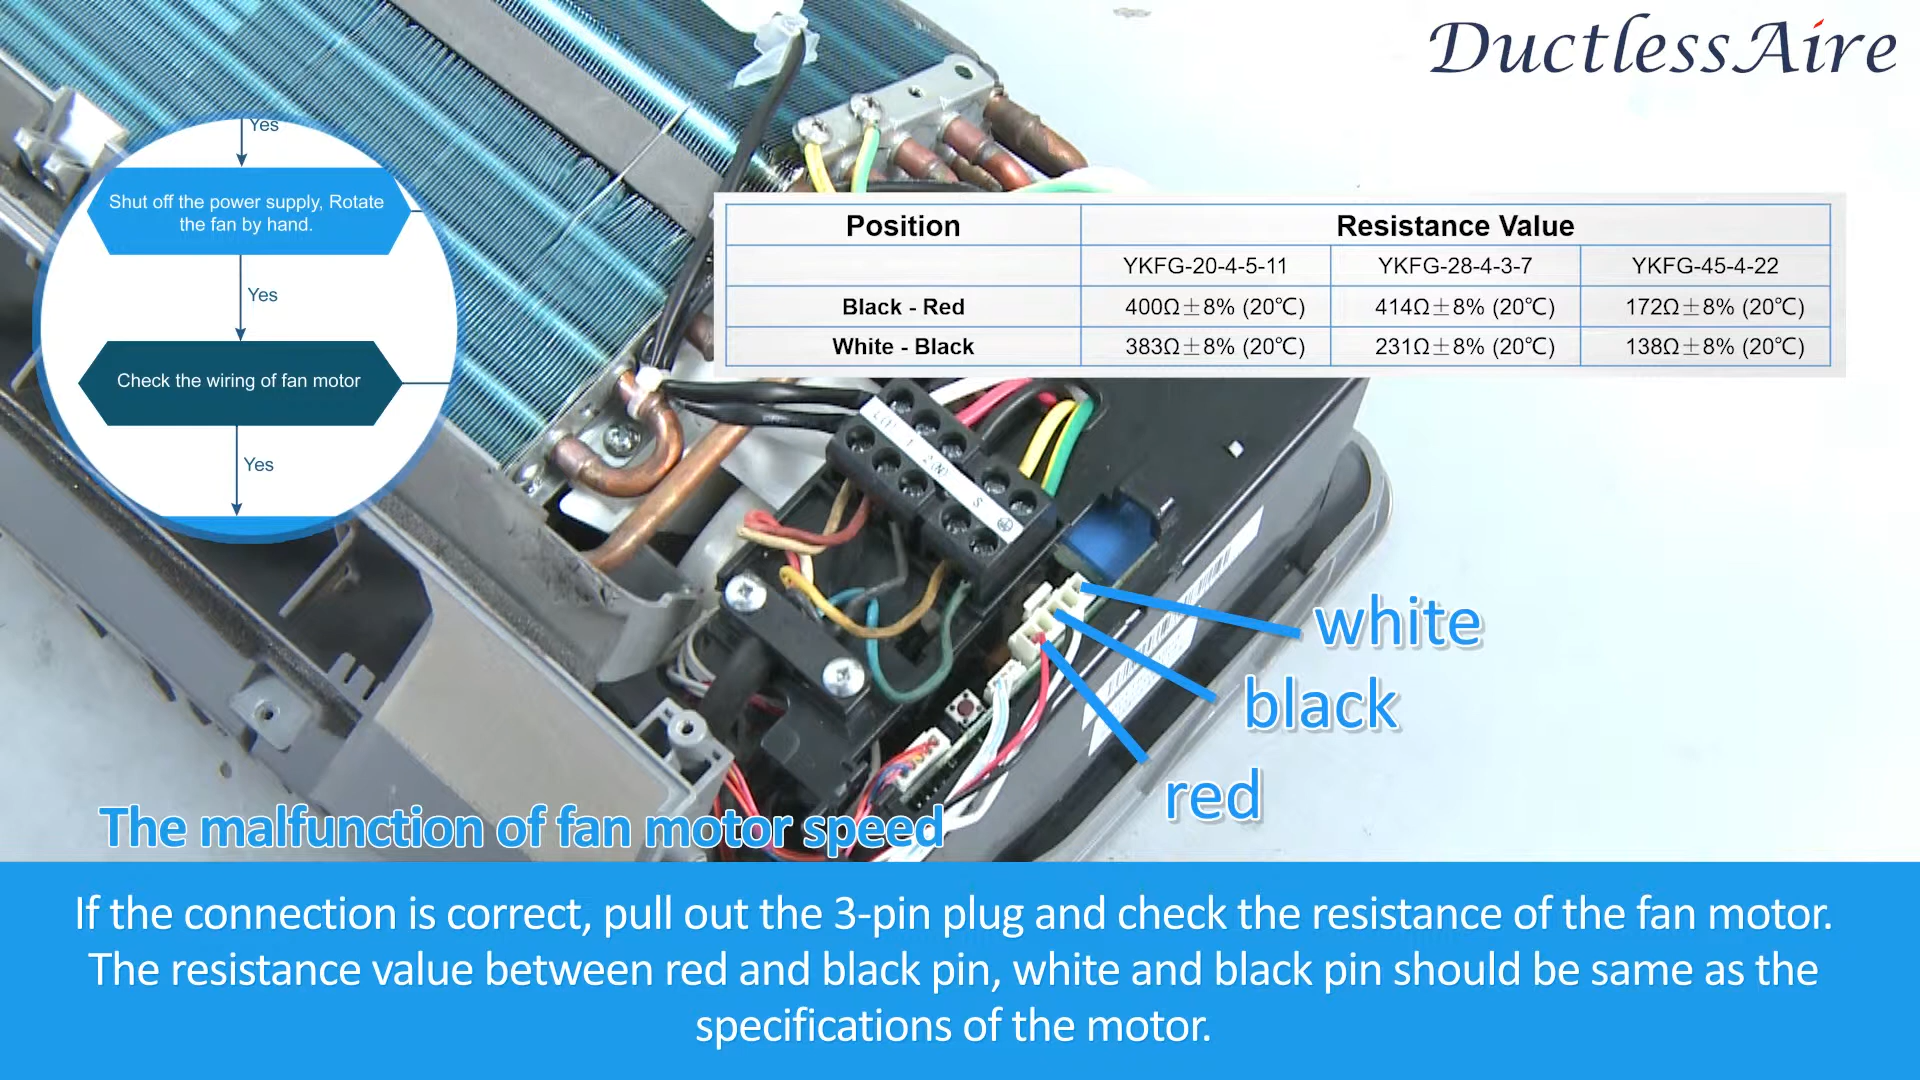 DuctlessAire
Yes
Shut off the power supply, Rotate
the fan by hand.
Yes
Check the wiring of fan motor
Yes
Position Resistance Value
YKFG-20-4-5-11 YKFG-28-4-3-7 YKFG-45-4-22
Black - Red 400Ω±8% (20℃) 414Ω±8% (20℃) 172Ω±8% (20℃)
White - Black 383Ω±8% (20℃) 231Ω±8% (20℃) 138Ω±8% (20℃)
L(1) 1 2(N) S
white
black
red
The malfunction of fan motor speed
If the connection is correct, pull out the 3-pin plug and check the resistance of the fan motor.
The resistance value between red and black pin, white and black pin should be same as the
specifications of the motor.